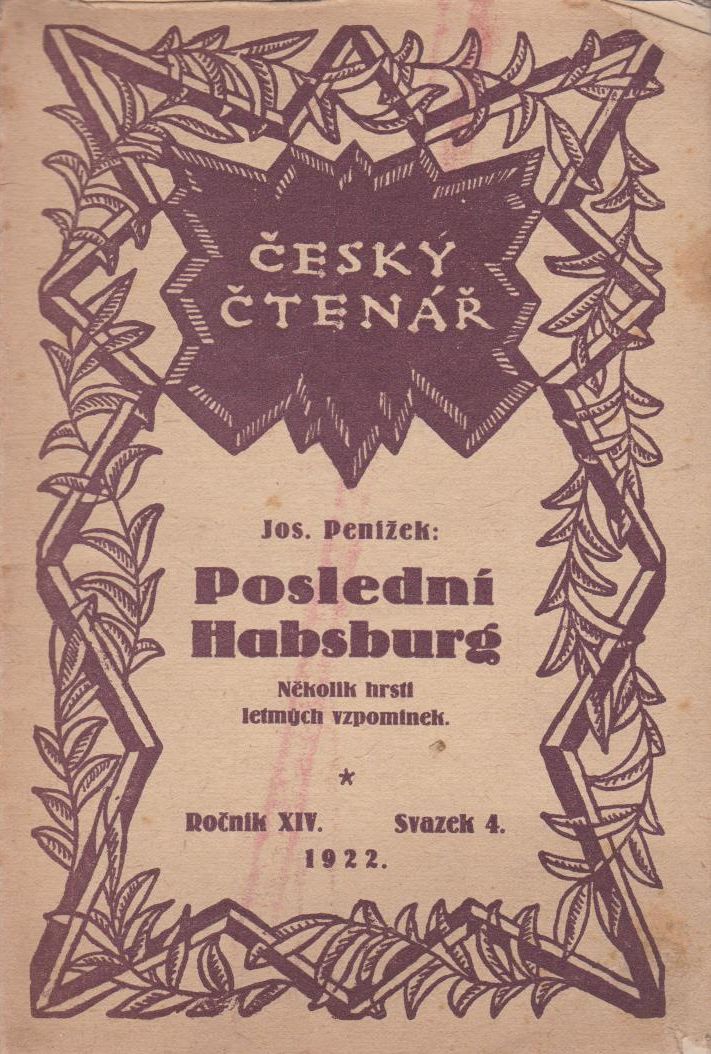 ČESKÝ
ČTENÁŘ
Jos. Penížek:
Poslední
Habsburg
Několik hrstí
letmých vzpomínek.
*
Ročník XIV. Svazek 4.
1922.